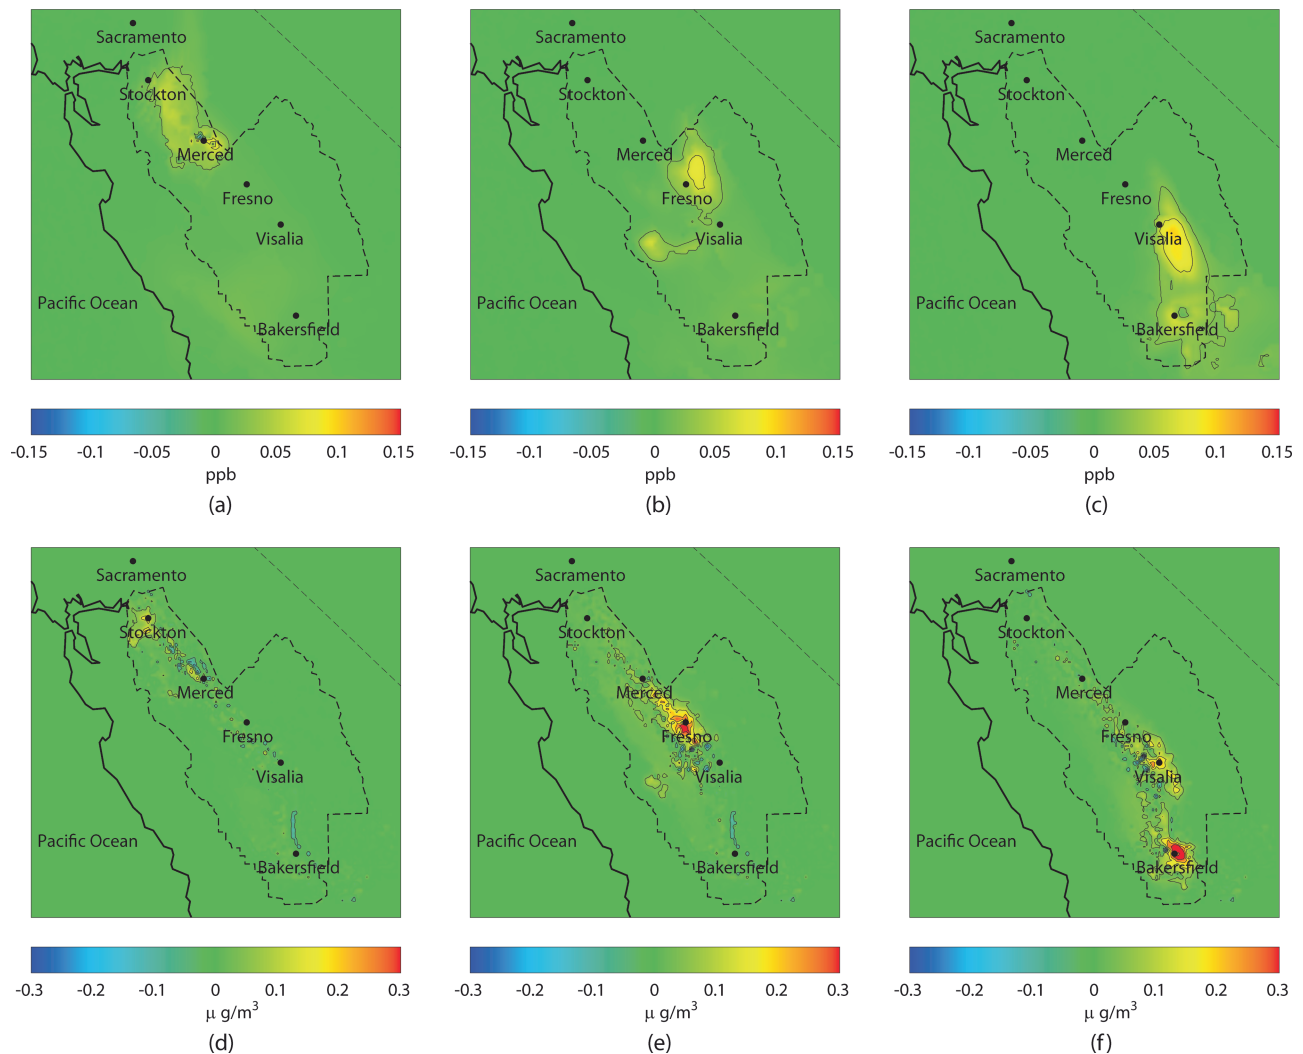 Sacramento
Stockton
Merced
Fresno
Visalia
Pacific Ocean
Bakersfield
-0.15 -0.1 -0.05 0 0.05 0.1 0.15
ppb
(a)
Sacramento
Stockton
Merced
Fresno
Visalia
Pacific Ocean
Bakersfield
-0.15 -0.1 -0.05 0 0.05 0.1 0.15
ppb
(b)
Sacramento
Stockton
Merced
Fresno
Visalia
Pacific Ocean
Bakersfield
-0.15 -0.1 -0.05 0 0.05 0.1 0.15
ppb
(c)
Sacramento
Stockton
Merced
Fresno
Visalia
Pacific Ocean
Bakersfield
-0.3 -0.2 -0.1 0 0.1 0.2 0.3
μ g/m³
(d)
Sacramento
Stockton
Merced
Fresno
Visalia
Pacific Ocean
Bakersfield
-0.3 -0.2 -0.1 0 0.1 0.2 0.3
μ g/m³
(e)
Sacramento
Stockton
Merced
Fresno
Visalia
Pacific Ocean
Bakersfield
-0.3 -0.2 -0.1 0 0.1 0.2 0.3
μ g/m³
(f)